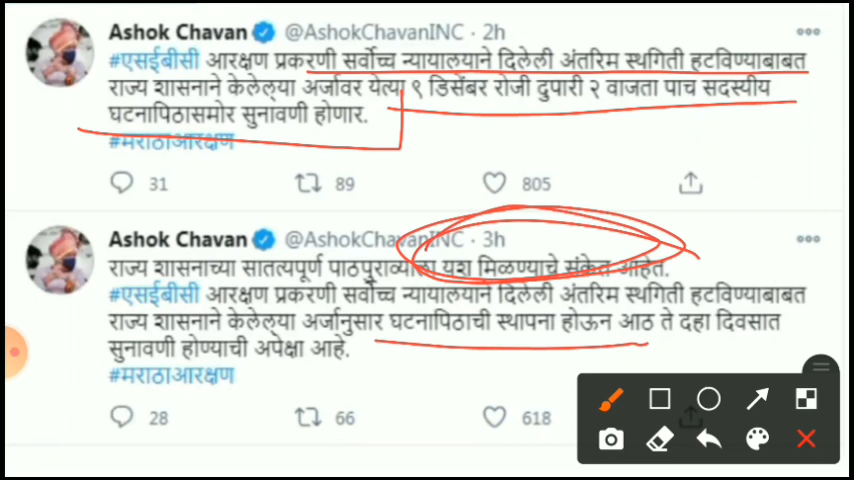 Ashok Chavan @AshokChavanINC · 2h
#एसईबीसी आरक्षण प्रकरणी सर्वोच्च न्यायालयाने दिलेली अंतरिम स्थगिती हटविण्याबाबत
राज्य शासनाने केलेल्या अर्जावर येत्या ९ डिसेंबर रोजी दुपारी २ वाजता पाच सदस्यीय
घटनापिठासमोर सुनावणी होणार.
#मराठाआरक्षण
31 89 805
Ashok Chavan @AshokChavanINC · 3h
राज्य शासनाच्या सातत्यपूर्ण पाठपुराव्याला यश मिळण्याचे संकेत आहेत.
#एसईबीसी आरक्षण प्रकरणी सर्वोच्च न्यायालयाने दिलेली अंतरिम स्थगिती हटविण्याबाबत
राज्य शासनाने केलेल्या अर्जानुसार घटनापिठाची स्थापना होऊन आठ ते दहा दिवसात
सुनावणी होण्याची अपेक्षा आहे.
#मराठाआरक्षण
28 66 618